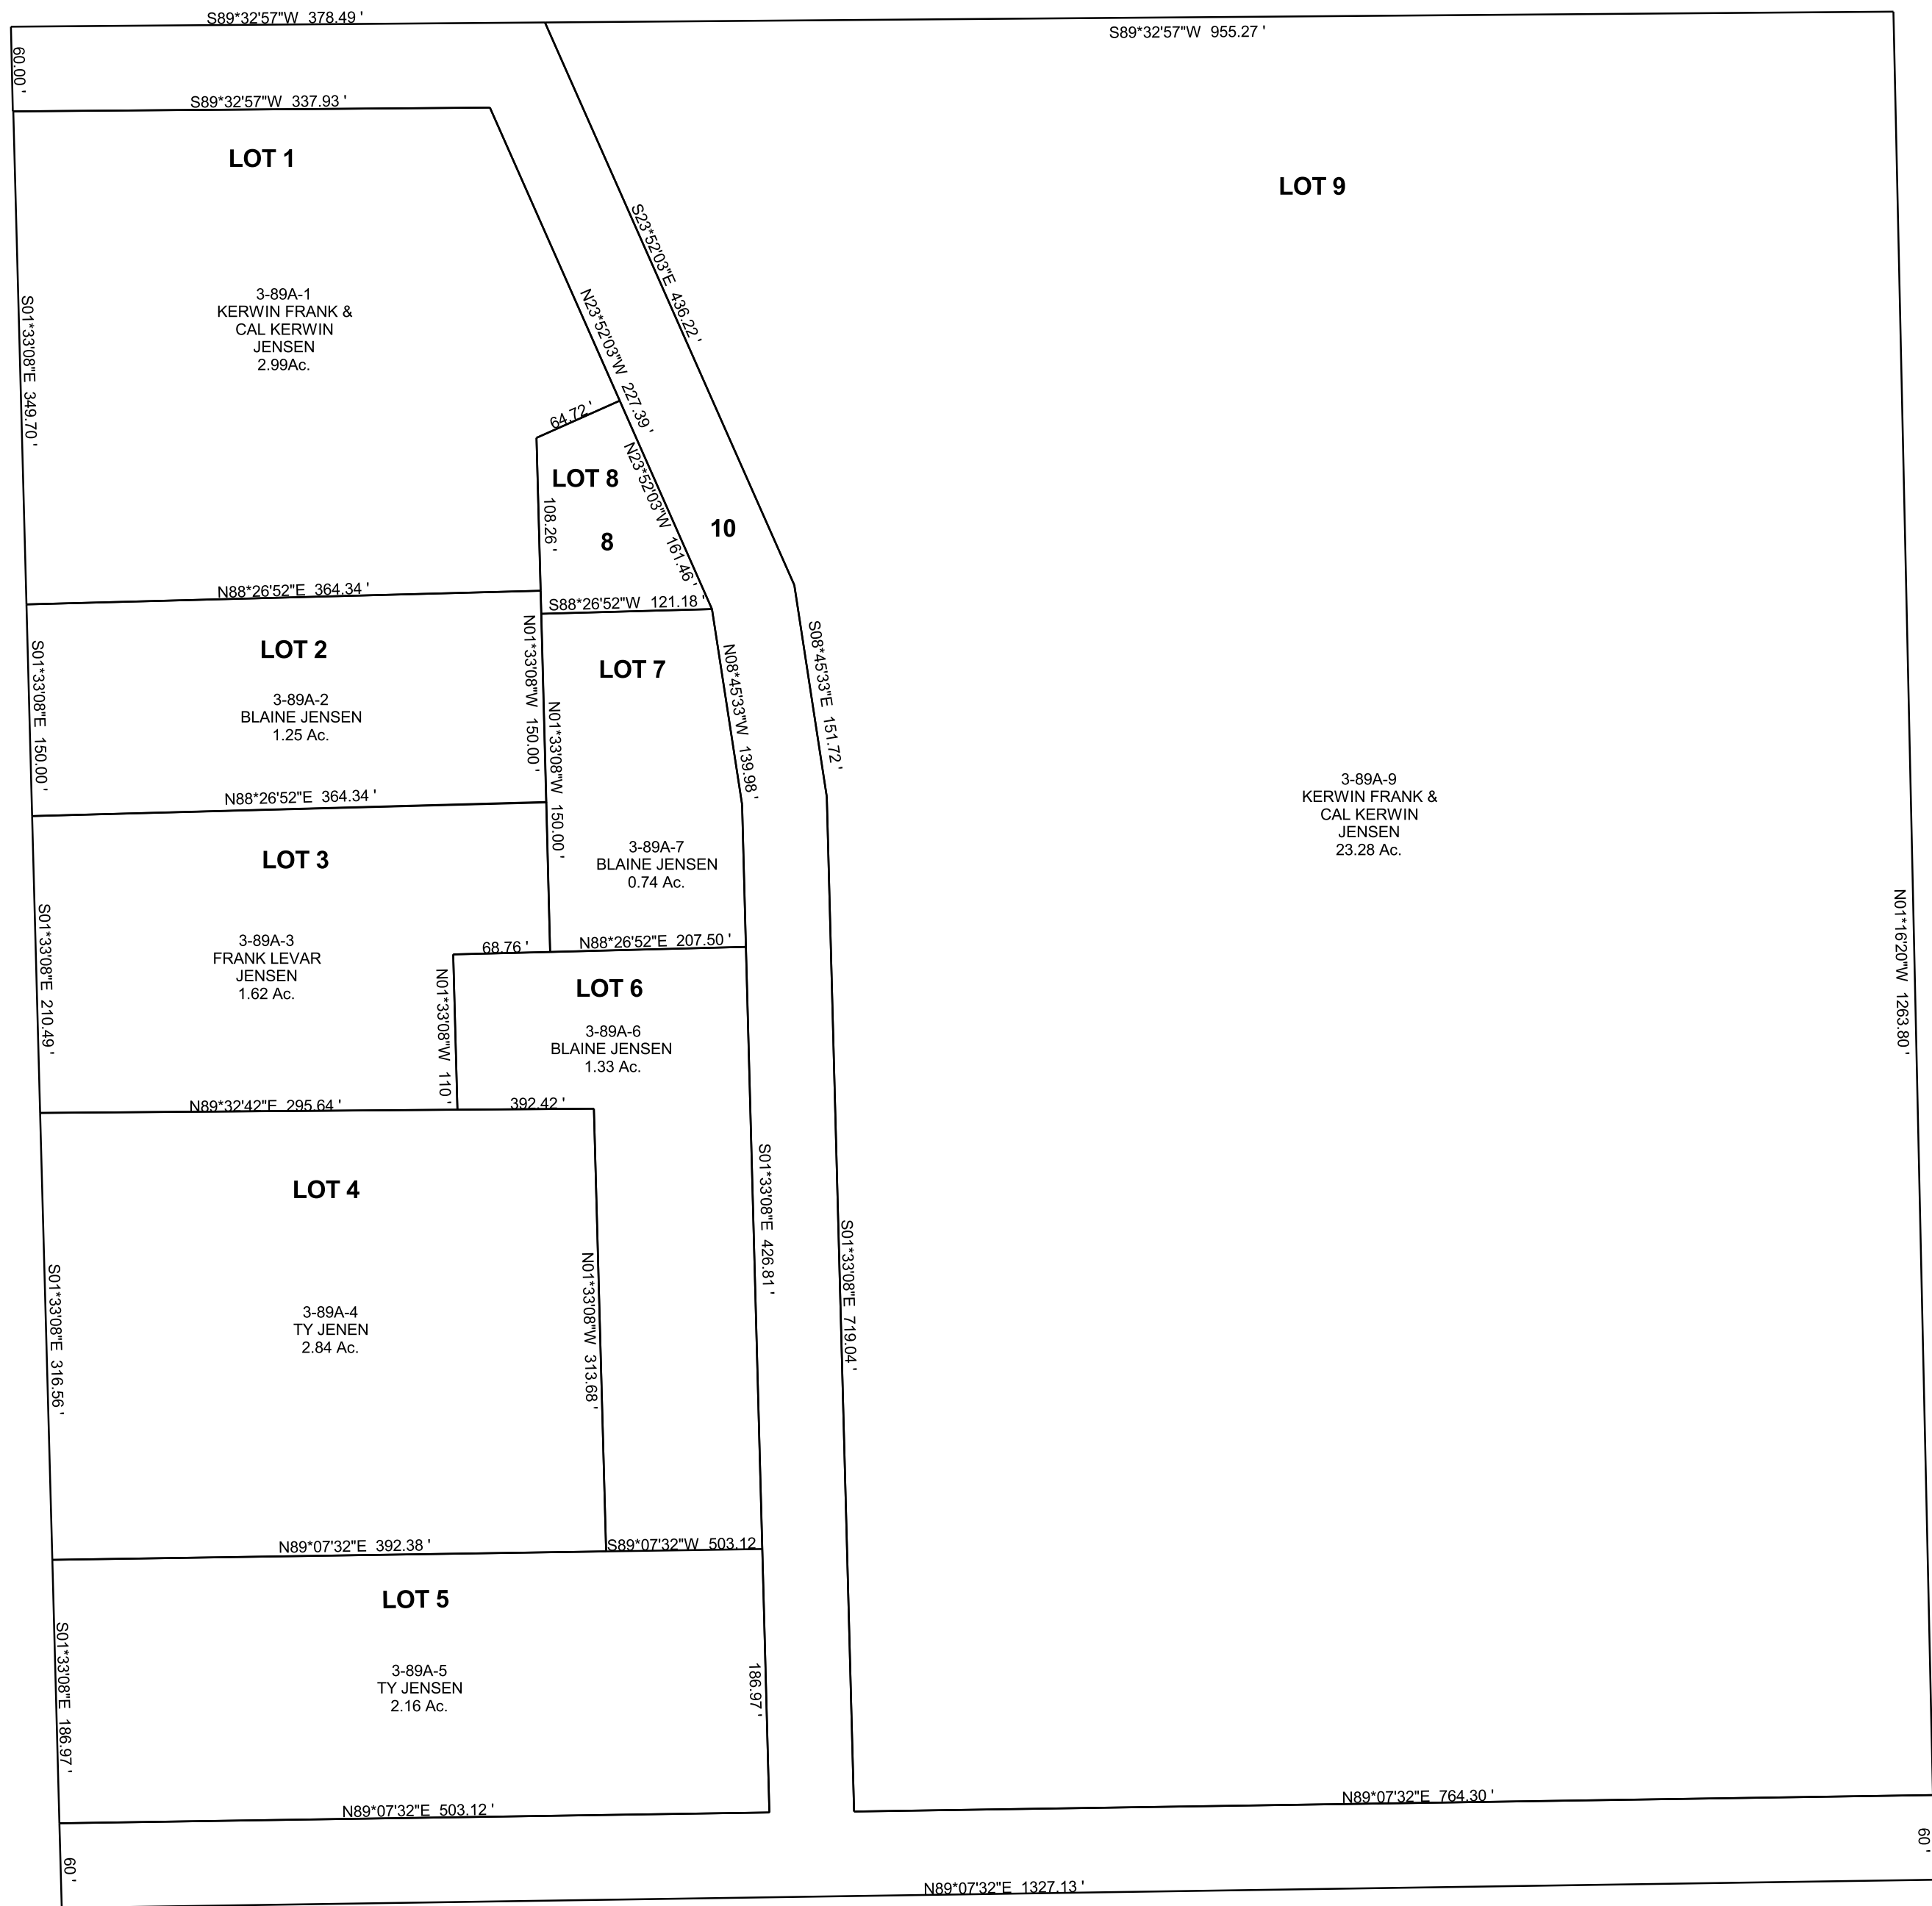 S89*32'57"W  378.49 '
S89*32'57"W  955.27 '
60.00 '
S89*32'57"W  337.93 '
LOT 1
LOT 9
S23*52'03"E  436.22 '
3-89A-1
KERWIN FRANK &
CAL KERWIN
JENSEN
2.99Ac.
S01*33'08"E  349.70 '
N23*52'03"W  227.39 '
64.72 '
N23*52'03"W  161.46 '
LOT 8
108.26 '
8
10
N88*26'52"E  364.34 '
S88*26'52"W  121.18 '
LOT 2
S01*33'08"E  150.00 '
3-89A-2
BLAINE JENSEN
1.25 Ac.
N01*33'08"W  150.00 '
LOT 7
N08*45'33"W  139.98 '
S08*45'33"E  151.72 '
N01*33'08"W  150.00 '
N88*26'52"E  364.34 '
3-89A-9
KERWIN FRANK &
CAL KERWIN
JENSEN
23.28 Ac.
LOT 3
3-89A-7
BLAINE JENSEN
0.74 Ac.
S01*33'08"E  210.49 '
3-89A-3
FRANK LEVAR
JENSEN
1.62 Ac.
68.76 '
N88*26'52"E  207.50 '
N01*16'20"W  1263.80 '
N01*33'08"W  110 '
LOT 6
3-89A-6
BLAINE JENSEN
1.33 Ac.
N89*32'42"E  295.64 '
392.42 '
LOT 4
S01*33'08"E  426.81 '
S01*33'08"E  719.04 '
S01*33'08"E  316.56 '
3-89A-4
TY JENEN
2.84 Ac.
N01*33'08"W  313.68 '
N89*07'32"E  392.38 '
S89*07'32"W  503.12
LOT 5
S01*33'08"E  186.97 '
3-89A-5
TY JENSEN
2.16 Ac.
186.97 '
N89*07'32"E  503.12 '
N89*07'32"E  764.30 '
60 '
60 '
N89*07'32"E  1327.13 '